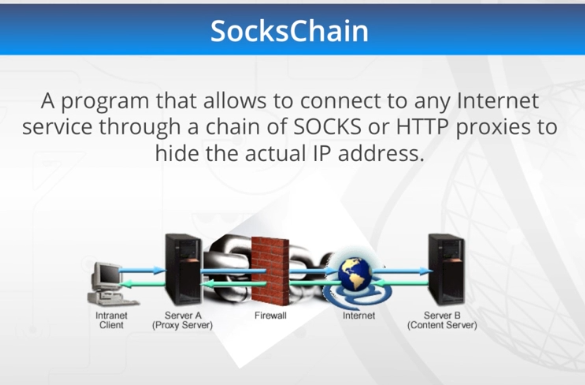 SocksChain
A program that allows to connect to any Internet
service through a chain of SOCKS or HTTP proxies to
hide the actual IP address.
Intranet
Client
Server A
(Proxy Server)
Firewall
Internet
Server B
(Content Server)